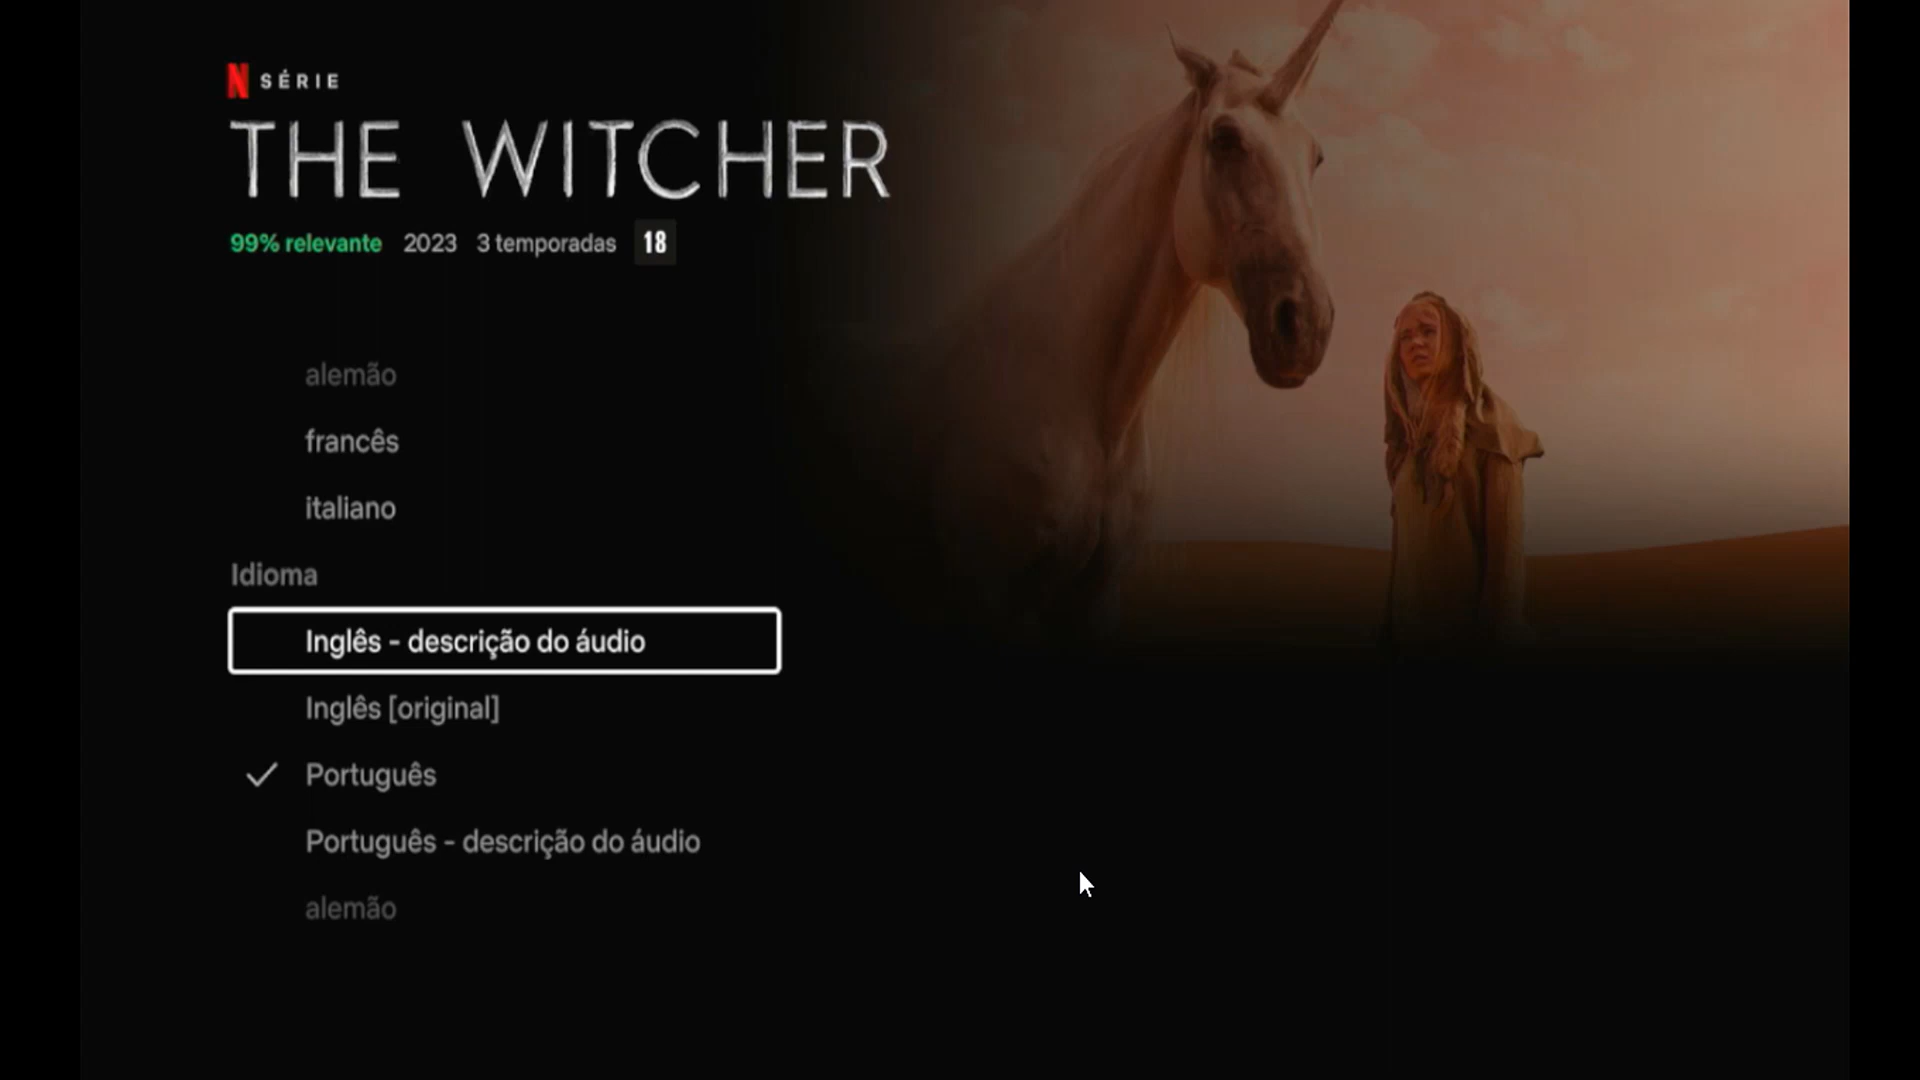 N SÉRIE
THE WITCHER
99% relevante 2023 3 temporadas 18
alemão
francês
italiano
Idioma
Inglês - descrição do áudio
Inglês [original]
Português
Português - descrição do áudio
alemão